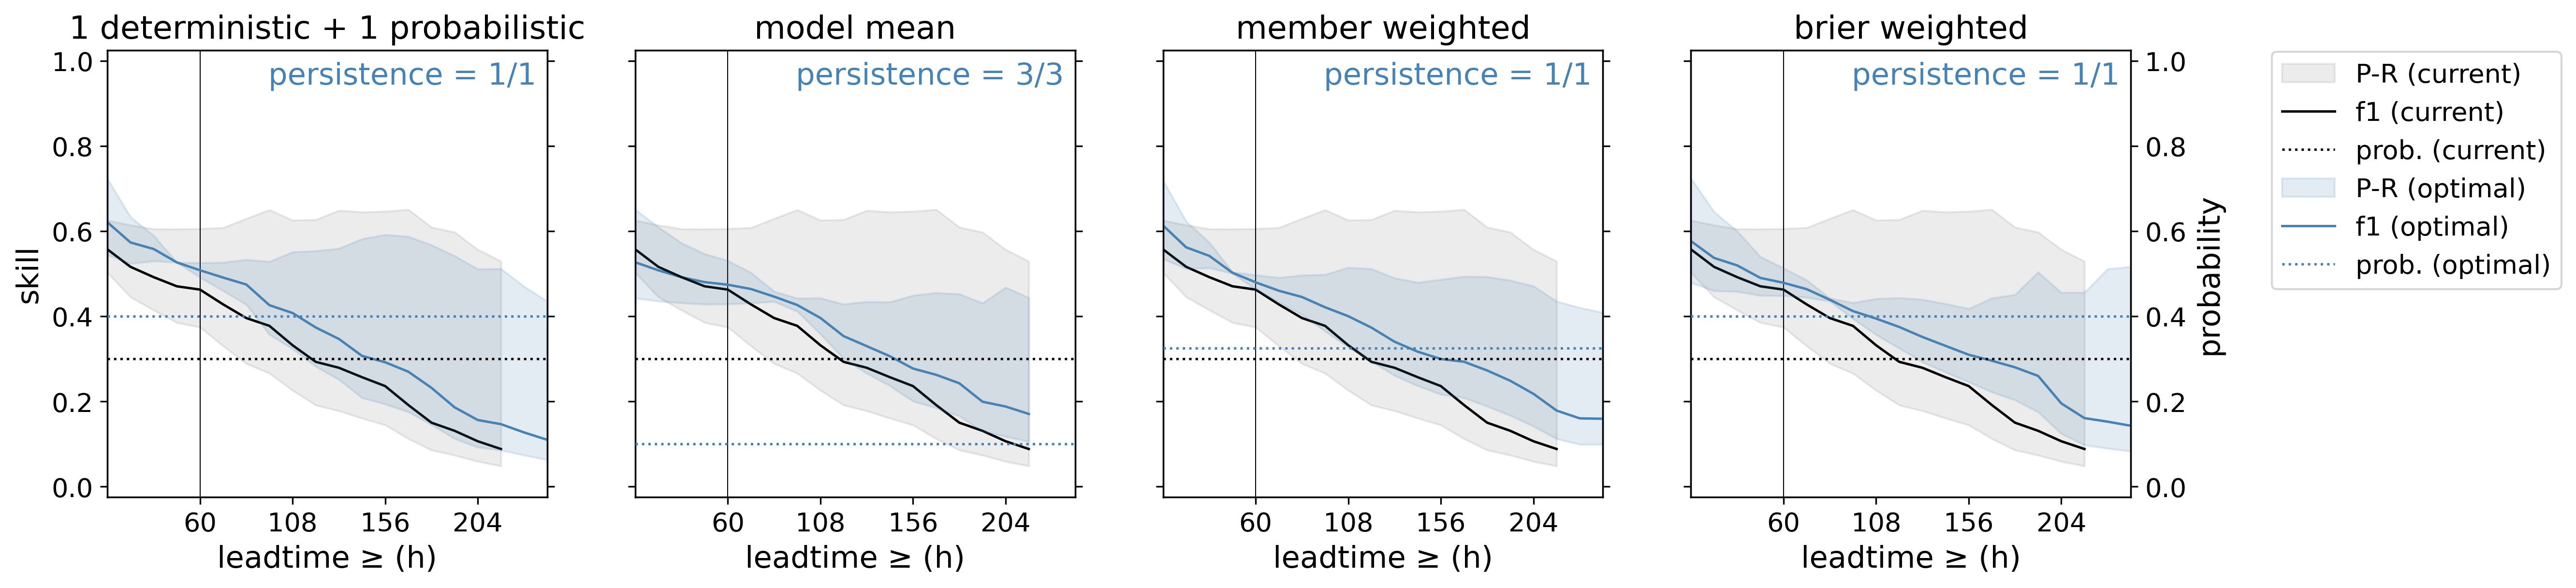 1 deterministic + 1 probabilistic
model mean
member weighted
brier weighted
persistence = 1/1
persistence = 3/3
persistence = 1/1
persistence = 1/1
skill
1.0
0.8
0.6
0.4
0.2
0.0
60 108 156 204
60 108 156 204
60 108 156 204
60 108 156 204
leadtime ≥ (h)
leadtime ≥ (h)
leadtime ≥ (h)
leadtime ≥ (h)
1.0
0.8
0.6
0.4
0.2
0.0
probability
P-R (current)
f1 (current)
prob. (current)
P-R (optimal)
f1 (optimal)
prob. (optimal)